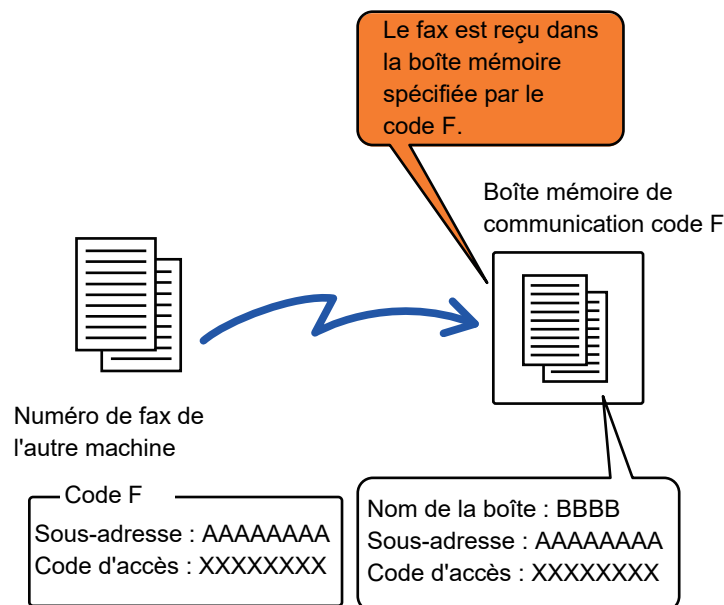 Le fax est reçu dans
la boîte mémoire
spécifiée par le
code F.
Boîte mémoire de
communication code F
Numéro de fax de
l'autre machine
Code F
Sous-adresse : AAAAAAAA
Code d'accès : XXXXXXXX
Nom de la boîte : BBBB
Sous-adresse : AAAAAAAA
Code d'accès : XXXXXXXX